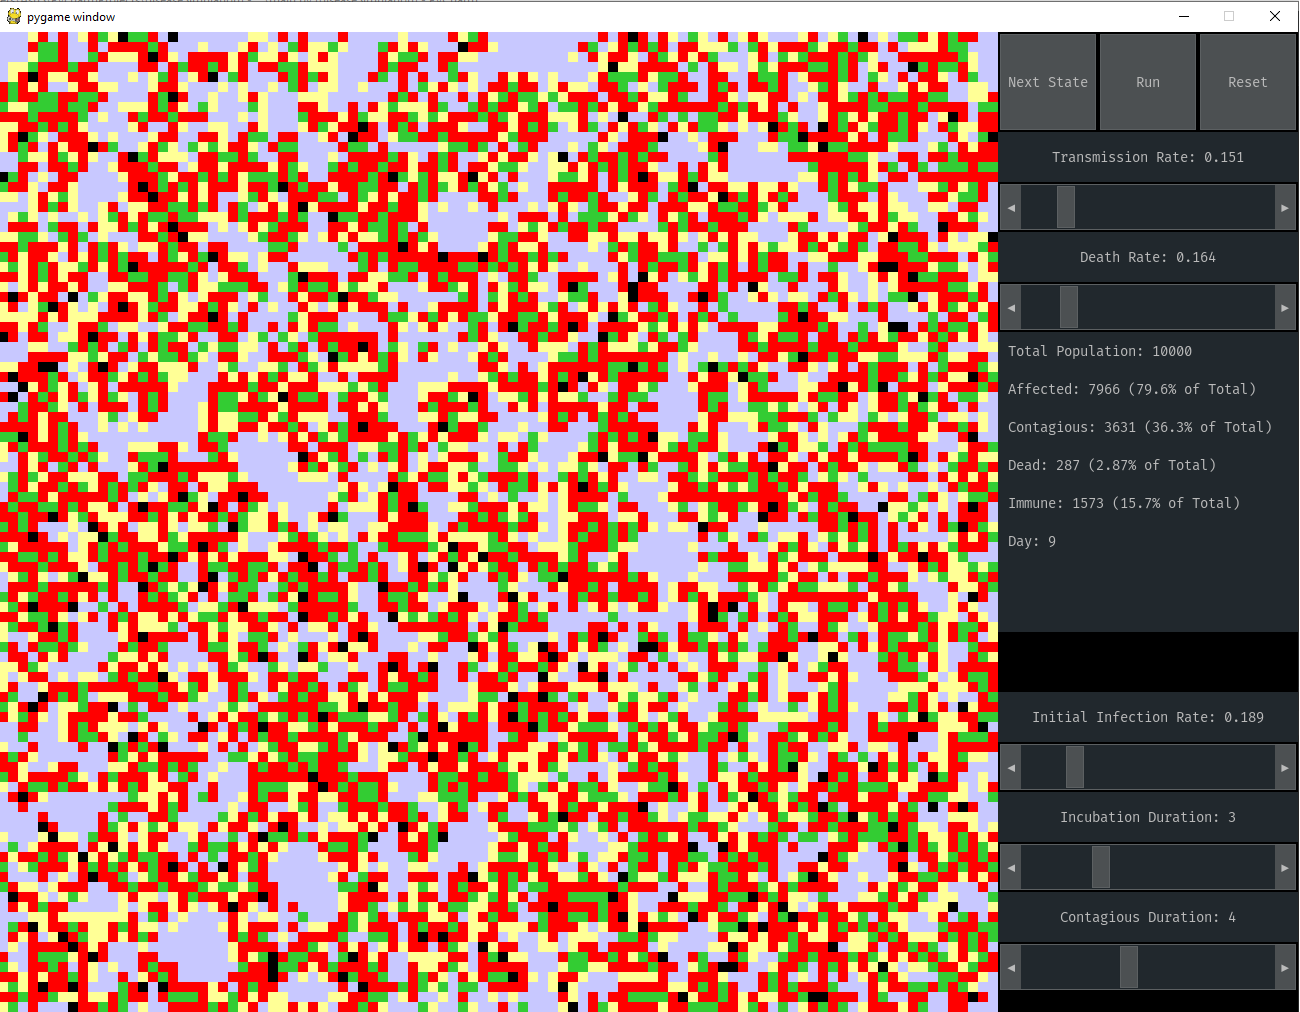 pygame window
Next State
Run
Reset
Transmission Rate: 0.151
Death Rate: 0.164
Total Population: 10000
Affected: 7966 (79.6% of Total)
Contagious: 3631 (36.3% of Total)
Dead: 287 (2.87% of Total)
Immune: 1573 (15.7% of Total)
Day: 9
Initial Infection Rate: 0.189
Incubation Duration: 3
Contagious Duration: 4